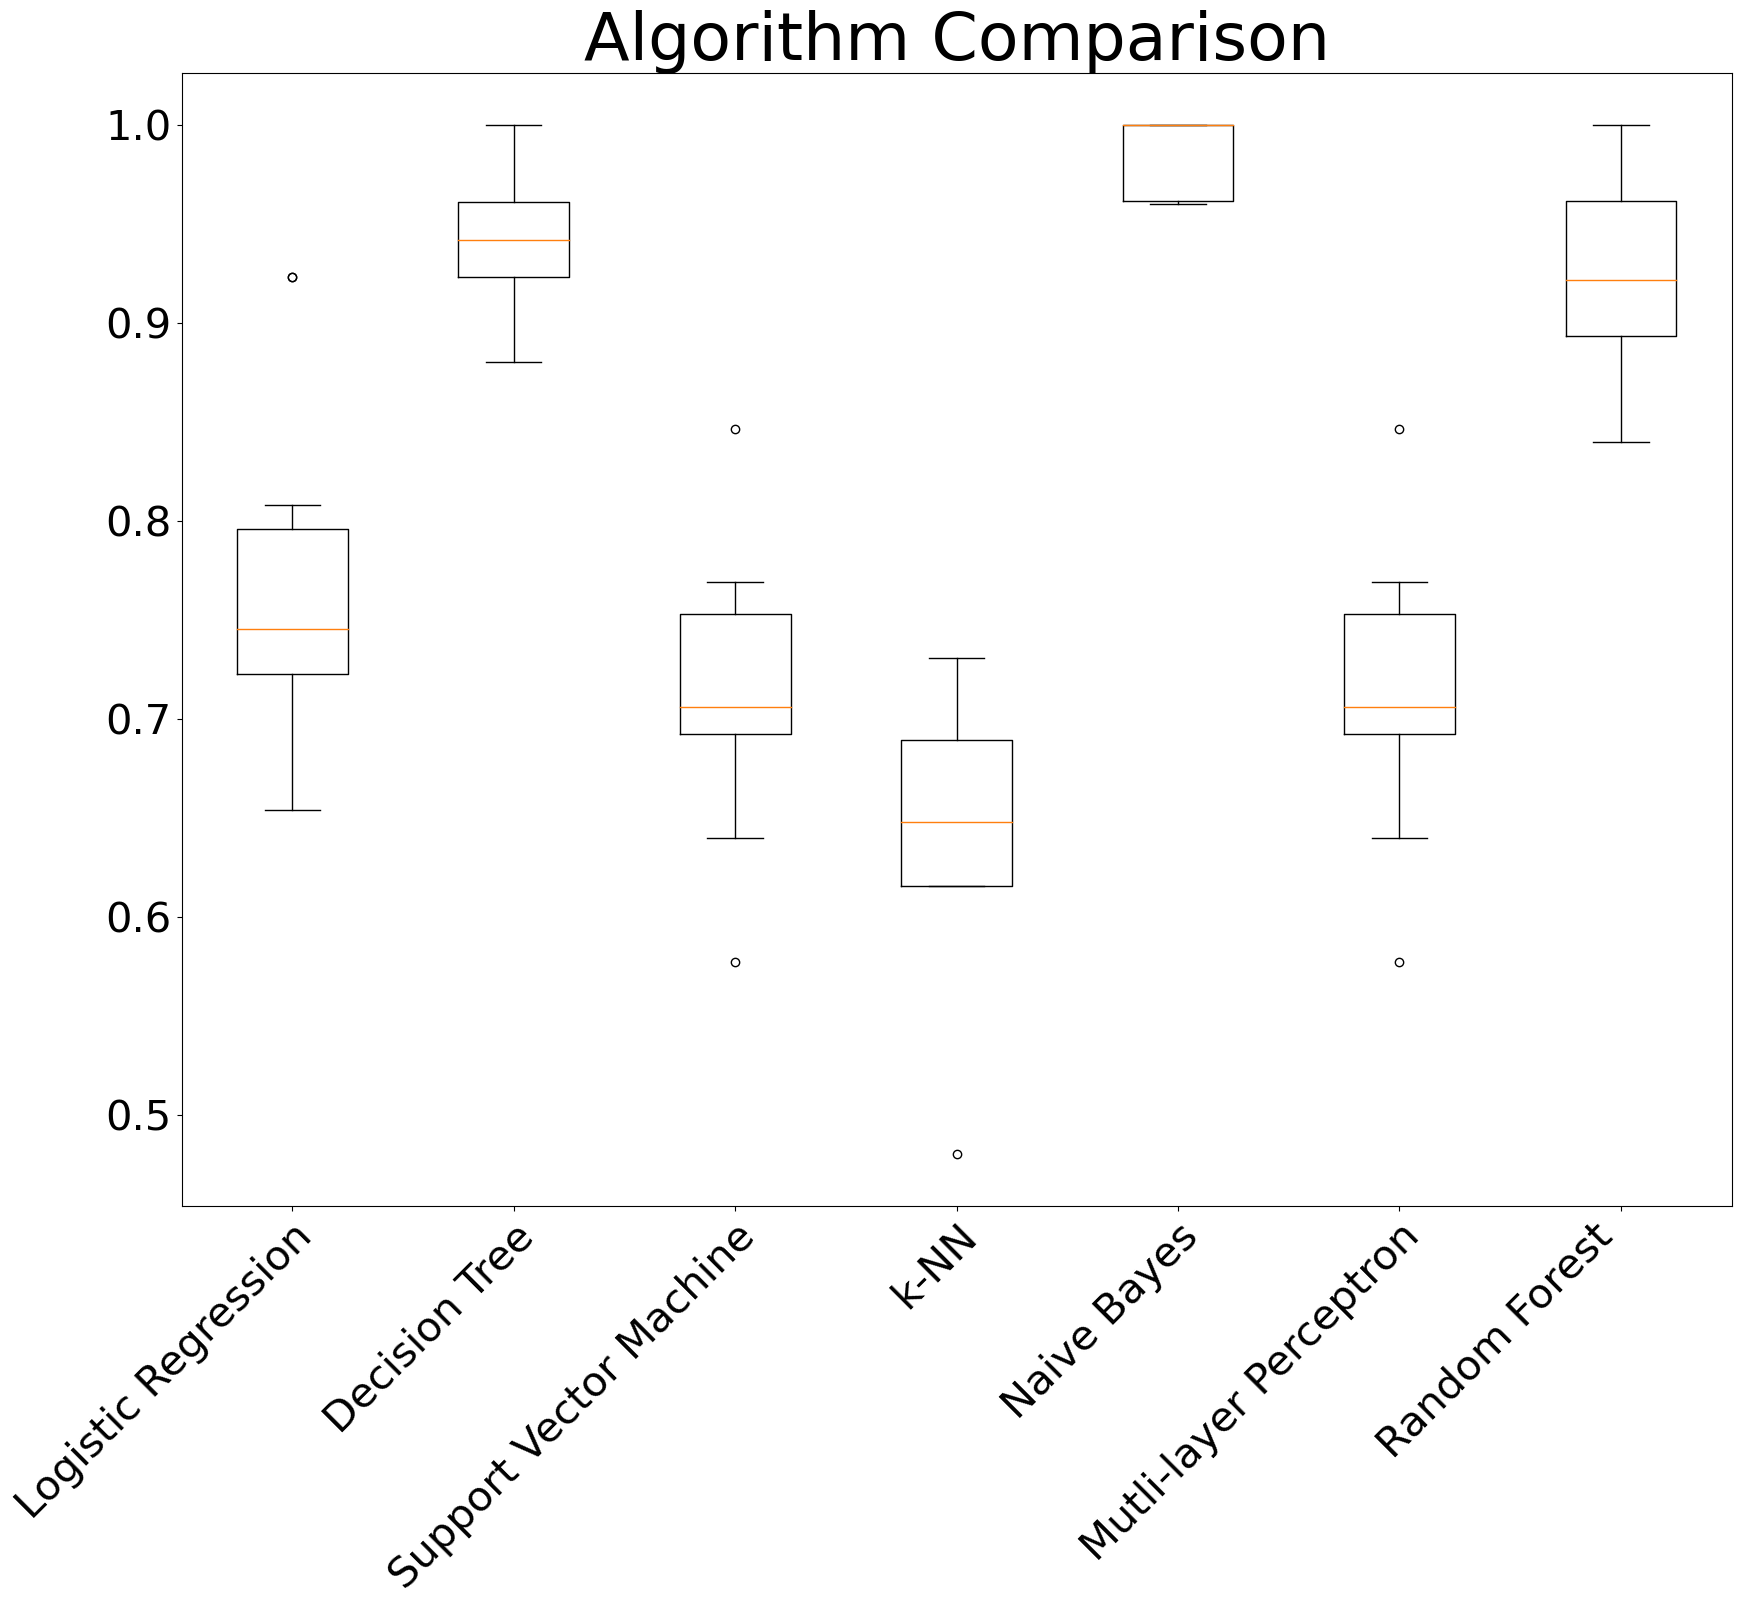 Algorithm Comparison
1.0
0.9
0.8
0.7
0.6
0.5
Logistic Regression
Decision Tree
Support Vector Machine
k-NN
Naive Bayes
Mutli-layer Perceptron
Random Forest